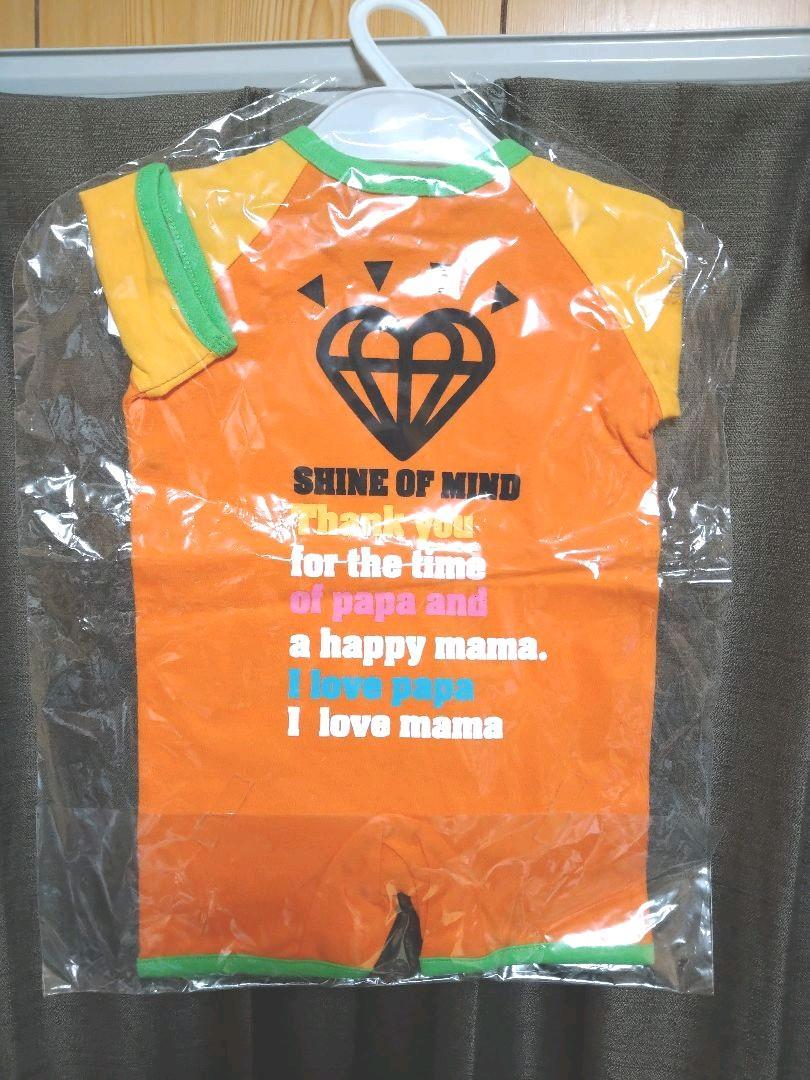 SHINE OF MIND
Thank you
for the time
of papa and
a happy mama.
I love papa
I love mama